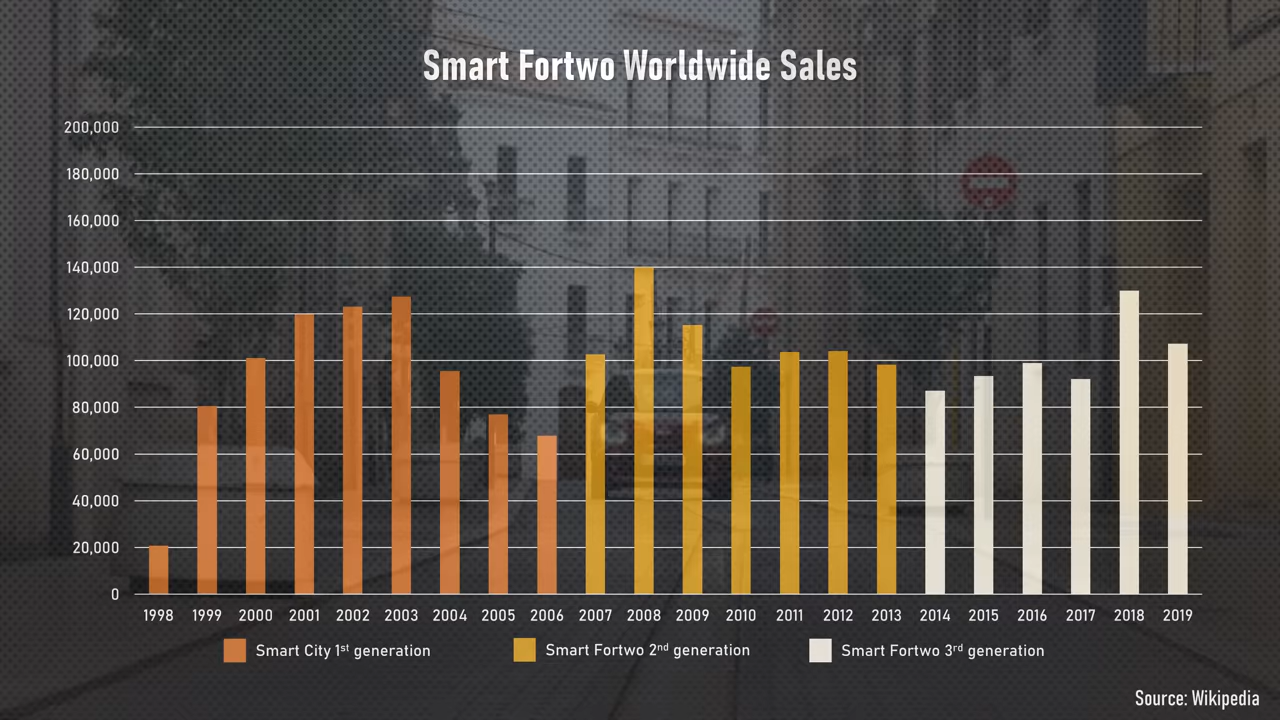 Smart Fortwo Worldwide Sales
200,000
180,000
160,000
140,000
120,000
100,000
80,000
60,000
40,000
20,000
0
1998 1999 2000 2001 2002 2003 2004 2005 2006 2007 2008 2009 2010 2011 2012 2013 2014 2015 2016 2017 2018 2019
Smart City 1st generation Smart Fortwo 2nd generation Smart Fortwo 3rd generation
Source: Wikipedia